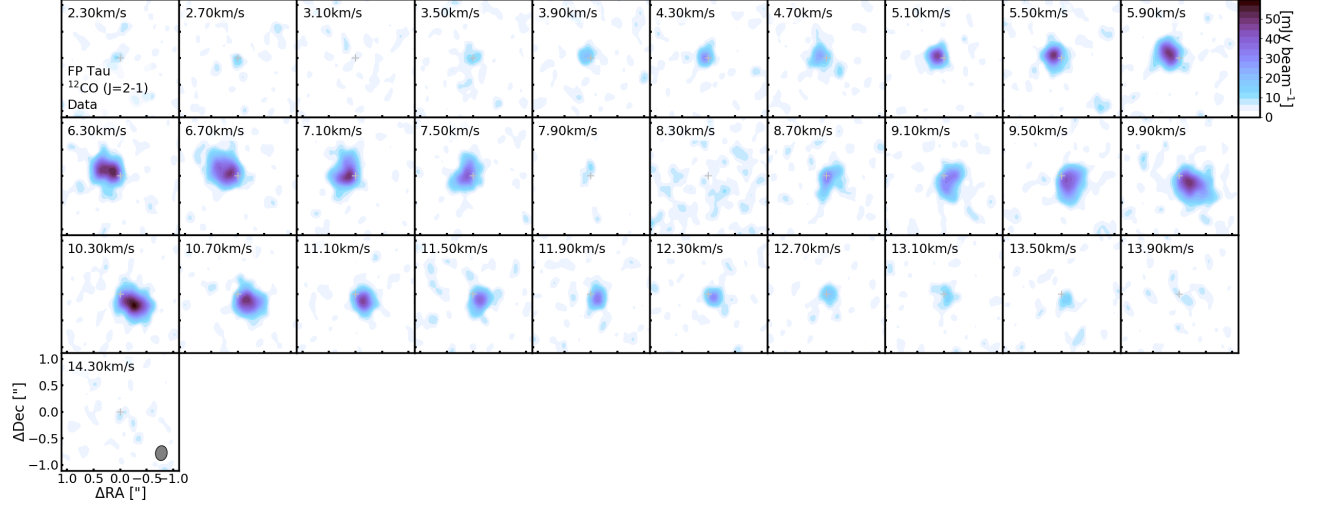 2.30km/s 2.70km/s 3.10km/s 3.50km/s 3.90km/s 4.30km/s 4.70km/s 5.10km/s 5.50km/s 5.90km/s
FP Tau
¹²CO (J=2-1)
Data
50
40
30
20
10
0
[mJy beam⁻¹]
6.30km/s 6.70km/s 7.10km/s 7.50km/s 7.90km/s 8.30km/s 8.70km/s 9.10km/s 9.50km/s 9.90km/s
10.30km/s 10.70km/s 11.10km/s 11.50km/s 11.90km/s 12.30km/s 12.70km/s 13.10km/s 13.50km/s 13.90km/s
14.30km/s
1.0
0.5
0.0
−0.5
−1.0
ΔDec ["]
1.0 0.5 0.0 −0.5 −1.0
ΔRA ["]